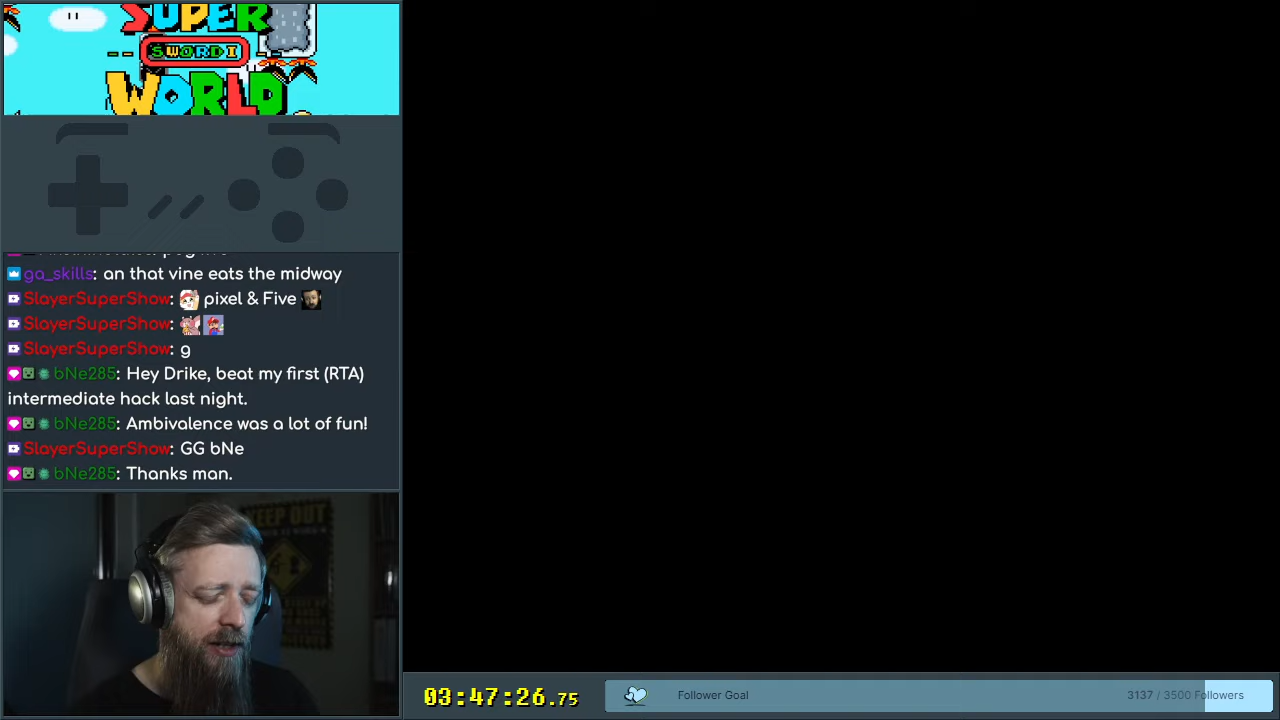 SUPER
SWORDI
WORLD
ga_skills: an that vine eats the midway
SlayerSuperShow: pixel & Five
SlayerSuperShow:
SlayerSuperShow: g
bNe285: Hey Drike, beat my first (RTA)
intermediate hack last night.
bNe285: Ambivalence was a lot of fun!
SlayerSuperShow: GG bNe
bNe285: Thanks man.
KEEP OUT
03:47:26.75
Follower Goal
3137 / 3500 Followers